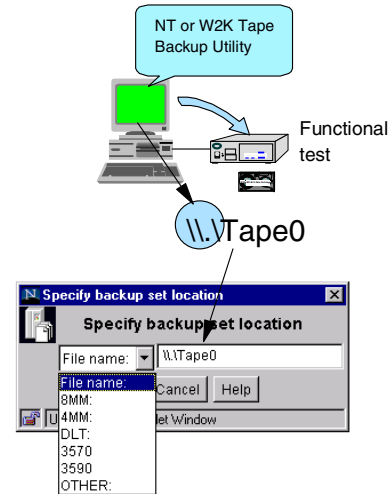 NT or W2K Tape
Backup Utility
Functional
test
\\.\Tape0
Specify backup set location
Specify backup set location
File name:
\\.\Tape0
File name:
8MM:
4MM:
DLT:
3570
3590
OTHER:
Cancel
Help
U
let Window